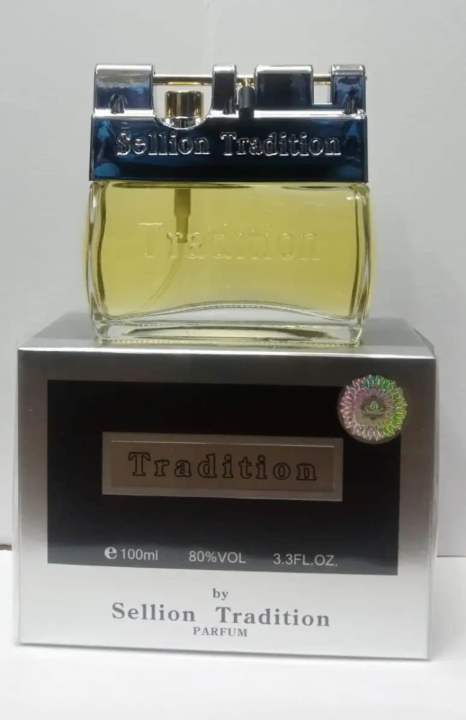 Sellion Tradition
Tradition
Tradition
e 100ml 80%VOL 3.3FL.OZ.
by
Sellion Tradition
PARFUM